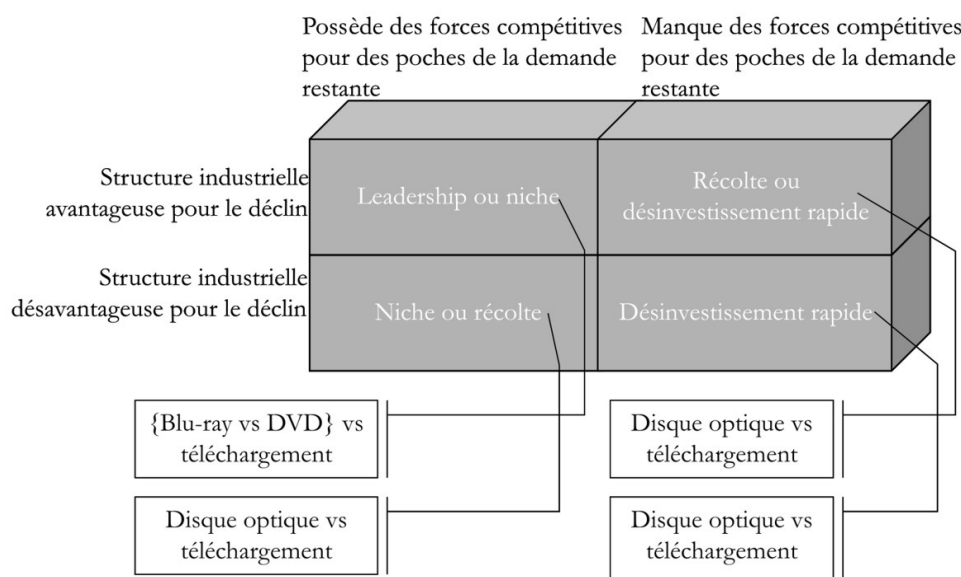 Possède des forces compétitives
pour des poches de la demande
restante
Manque des forces compétitives
pour des poches de la demande
restante
Structure industrielle
avantageuse pour le déclin
Leadership ou niche
Récolte ou
désinvestissement rapide
Structure industrielle
désavantageuse pour le déclin
Niche ou récolte
Désinvestissement rapide
{Blu-ray vs DVD} vs
téléchargement
Disque optique vs
téléchargement
Disque optique vs
téléchargement
Disque optique vs
téléchargement